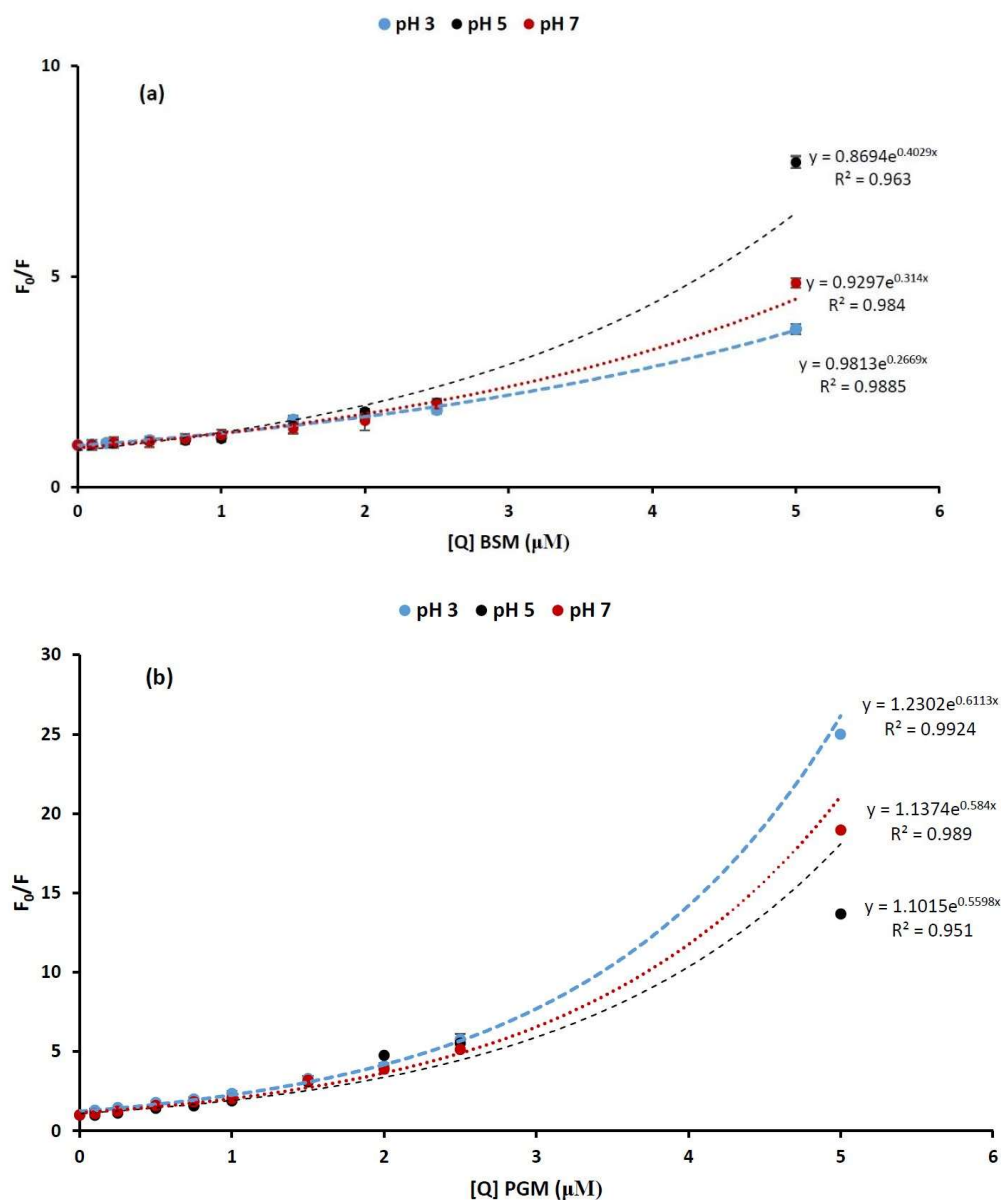 pH 3 pH 5 pH 7
10
(a)
y = 0.8694e^0.4029x
R² = 0.963
F₀/F
5
y = 0.9297e^0.314x
R² = 0.984
y = 0.9813e^0.2669x
R² = 0.9885
0
0 1 2 3 4 5 6
[Q] BSM (μM)
pH 3 pH 5 pH 7
30
(b)
y = 1.2302e^0.6113x
R² = 0.9924
25
20
y = 1.1374e^0.584x
R² = 0.989
F₀/F
15
y = 1.1015e^0.5598x
R² = 0.951
10
5
0
0 1 2 3 4 5 6
[Q] PGM (μM)